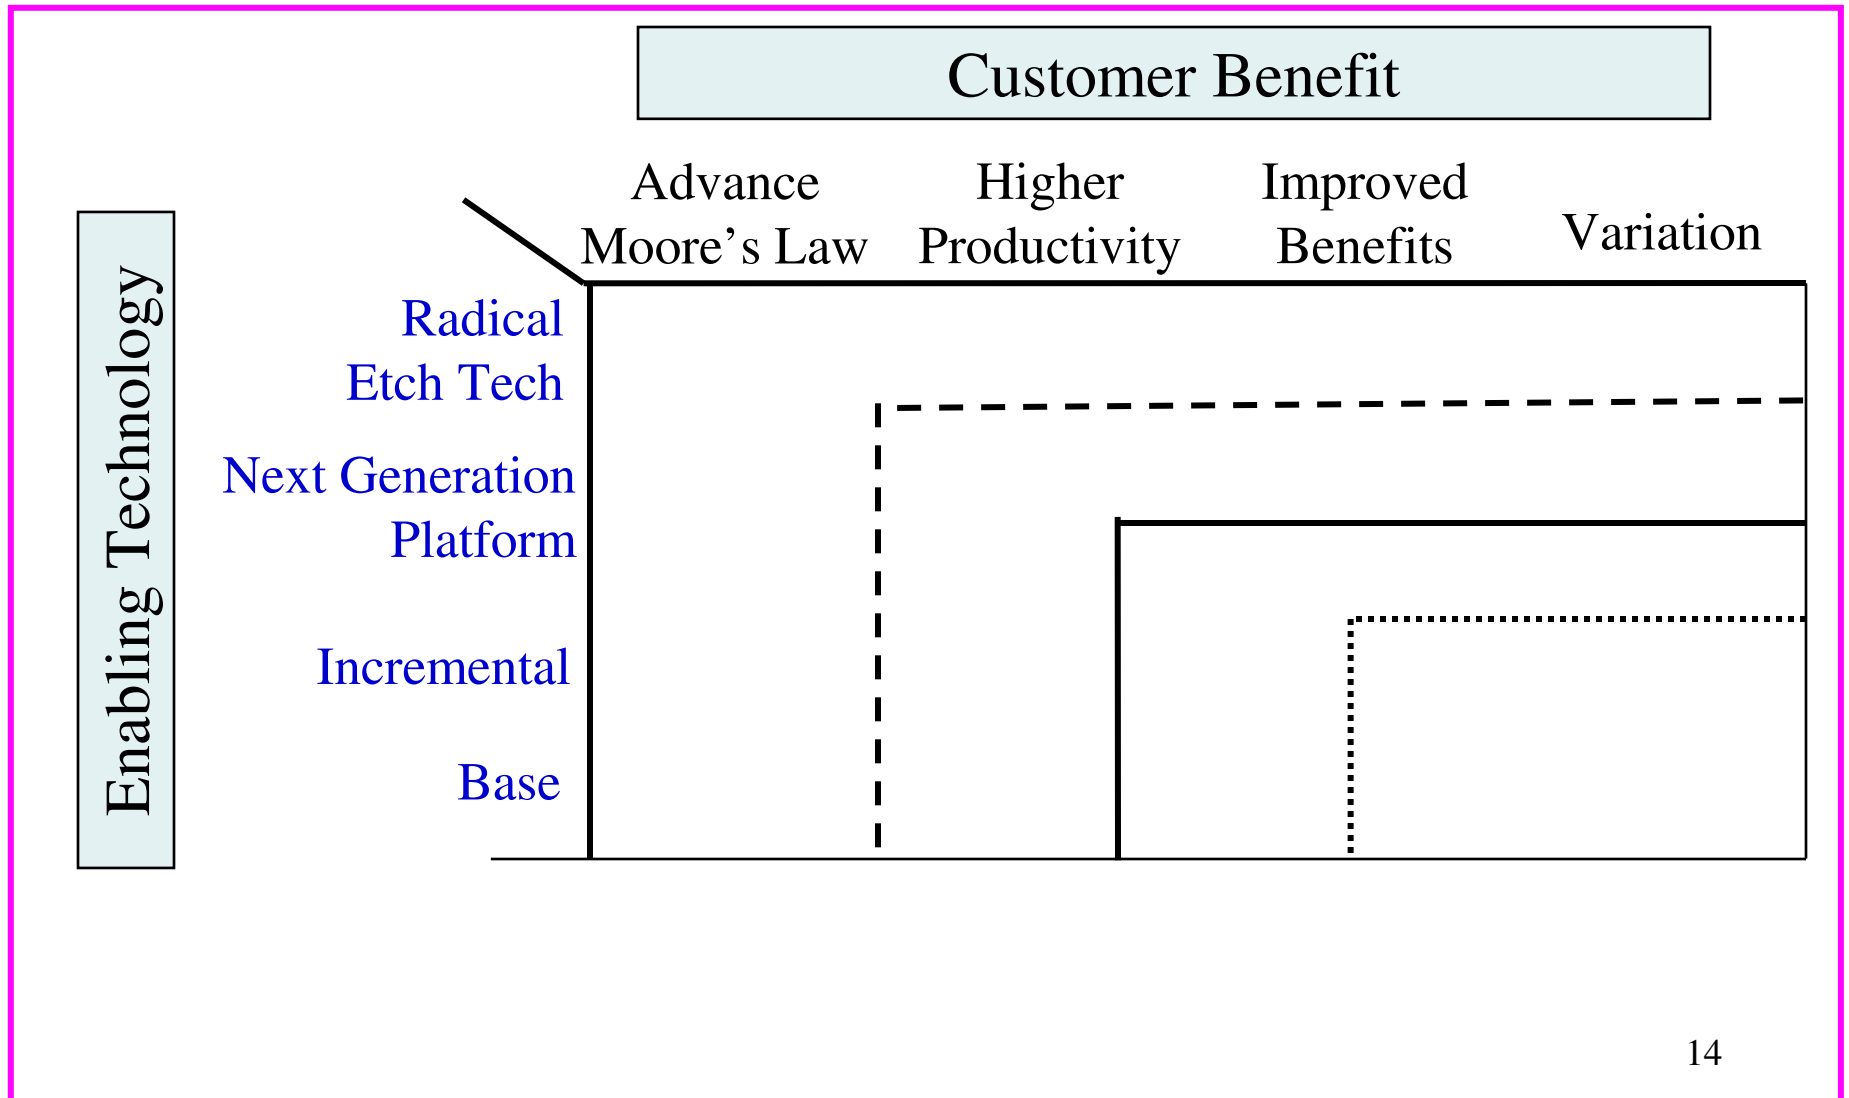 Customer Benefit
Advance
Moore’s Law
Higher
Productivity
Improved
Benefits
Variation
Enabling Technology
Radical
Etch Tech
Next Generation
Platform
Incremental
Base
14